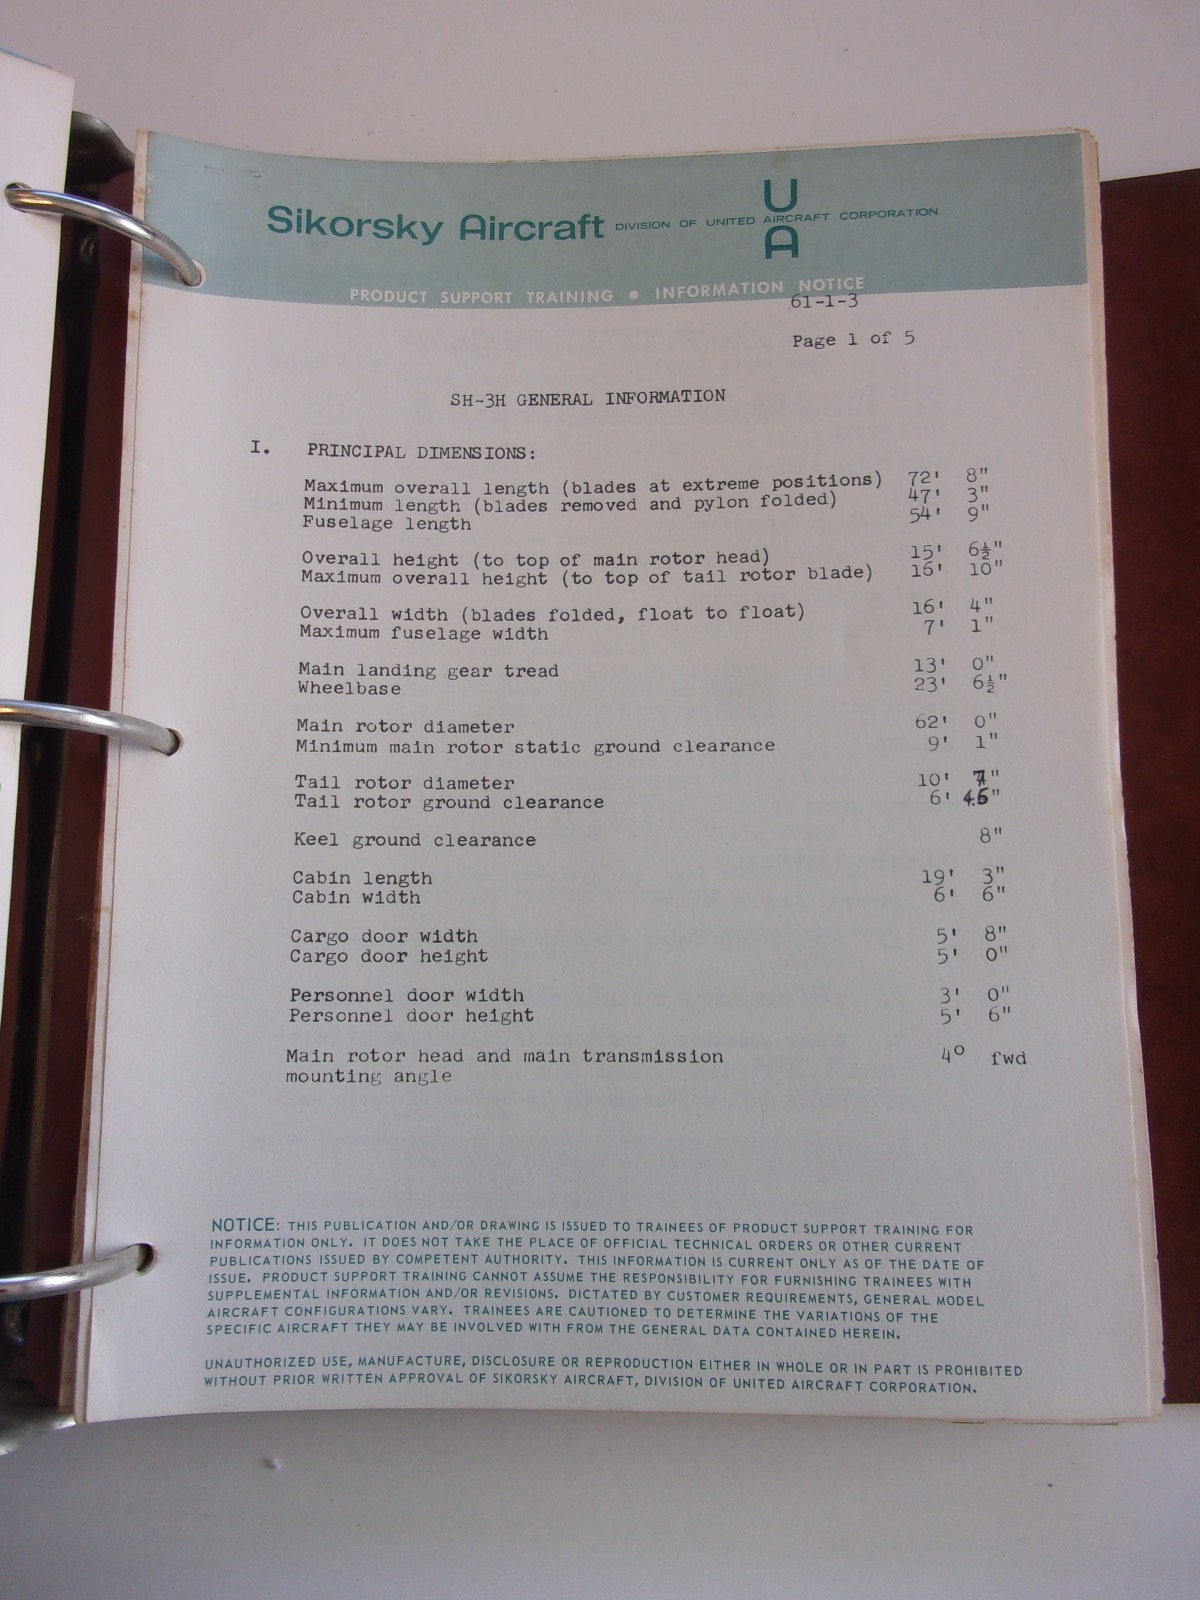 Sikorsky Aircraft DIVISION OF UNITED AIRCRAFT CORPORATION
U
A
PRODUCT SUPPORT TRAINING • INFORMATION NOTICE
61-1-3
Page 1 of 5
SH-3H GENERAL INFORMATION
I. PRINCIPAL DIMENSIONS:
Maximum overall length (blades at extreme positions) 72' 8"
Minimum length (blades removed and pylon folded) 47' 3"
Fuselage length 54' 9"
Overall height (to top of main rotor head) 15' 6½"
Maximum overall height (to top of tail rotor blade) 16' 10"
Overall width (blades folded, float to float) 16' 4"
Maximum fuselage width 7' 1"
Main landing gear tread 13' 0"
Wheelbase 23' 6½"
Main rotor diameter 62' 0"
Minimum main rotor static ground clearance 9' 1"
Tail rotor diameter 10' 7"
Tail rotor ground clearance 6'
Keel ground clearance 8"
Cabin length 19' 3"
Cabin width 6' 6"
Cargo door width 5' 8"
Cargo door height 5' 0"
Personnel door width 3' 0"
Personnel door height 5' 6"
Main rotor head and main transmission 4° fwd
mounting angle
NOTICE: THIS PUBLICATION AND/OR DRAWING IS ISSUED TO TRAINEES OF PRODUCT SUPPORT TRAINING FOR
INFORMATION ONLY. IT DOES NOT TAKE THE PLACE OF OFFICIAL TECHNICAL ORDERS OR OTHER CURRENT
PUBLICATIONS ISSUED BY COMPETENT AUTHORITY. THIS INFORMATION IS CURRENT ONLY AS OF THE DATE OF
ISSUE. PRODUCT SUPPORT TRAINING CANNOT ASSUME THE RESPONSIBILITY FOR FURNISHING TRAINEES WITH
SUPPLEMENTAL INFORMATION AND/OR REVISIONS. DICTATED BY CUSTOMER REQUIREMENTS, GENERAL MODEL
AIRCRAFT CONFIGURATIONS VARY. TRAINEES ARE CAUTIONED TO DETERMINE THE VARIATIONS OF THE
SPECIFIC AIRCRAFT THEY MAY BE INVOLVED WITH FROM THE GENERAL DATA CONTAINED HEREIN.
UNAUTHORIZED USE, MANUFACTURE, DISCLOSURE OR REPRODUCTION EITHER IN WHOLE OR IN PART IS PROHIBITED
WITHOUT PRIOR WRITTEN APPROVAL OF SIKORSKY AIRCRAFT, DIVISION OF UNITED AIRCRAFT CORPORATION.